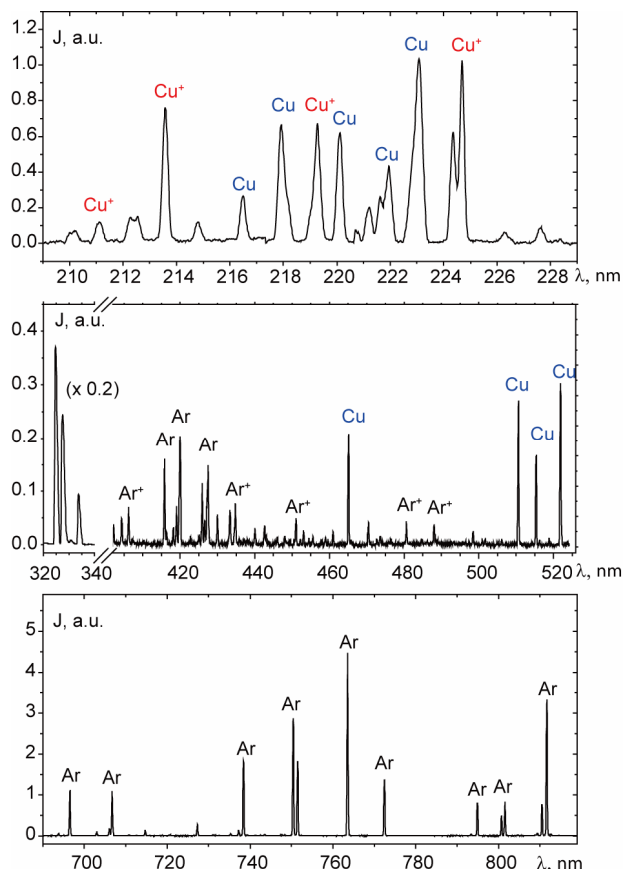 J, a.u.
1.2
1.0
0.8
0.6
0.4
0.2
0.0
Cu⁺
Cu⁺
Cu
Cu
Cu⁺
Cu
Cu
Cu
Cu⁺
210 212 214 216 218 220 222 224 226 228 λ, nm
J, a.u.
0.4
0.3
0.2
0.1
0.0
(x 0.2)
Ar⁺
Ar
Ar
Ar
Ar⁺
Ar⁺
Cu
Ar⁺
Ar⁺
Cu
Cu
Cu
320 340 420 440 460 480 500 520 λ, nm
J, a.u.
5
4
3
2
1
0
Ar
Ar
Ar
Ar
Ar
Ar
Ar
Ar
Ar
700 720 740 760 780 800 λ, nm